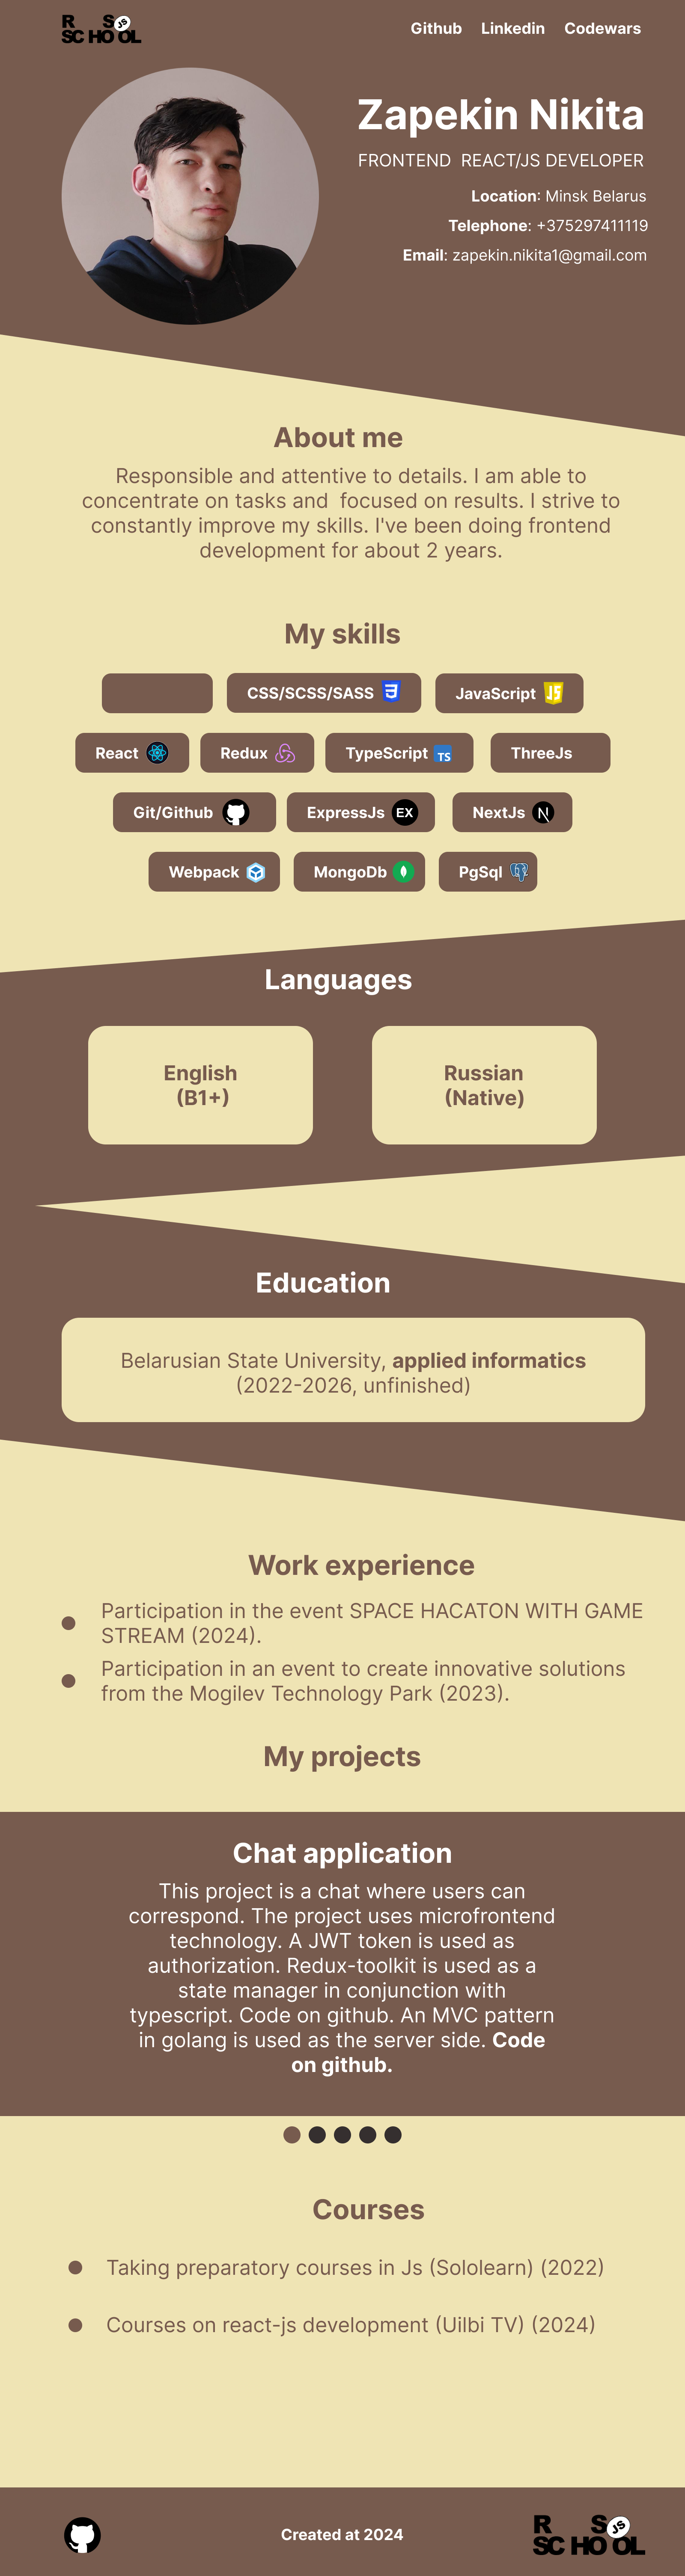 RS SCHOOL JS
Github Linkedin Codewars
Zapekin Nikita
FRONTEND REACT/JS DEVELOPER
Location: Minsk Belarus
Telephone: +375297411119
Email: zapekin.nikita1@gmail.com
About me
Responsible and attentive to details. I am able to
concentrate on tasks and focused on results. I strive to
constantly improve my skills. I've been doing frontend
development for about 2 years.
My skills
CSS/SCSS/SASS 3 JavaScript JS
React Redux TypeScript TS ThreeJs
Git/Github ExpressJs EX NextJs N
Webpack MongoDb PgSql
Languages
English
(B1+)
Russian
(Native)
Education
Belarusian State University, applied informatics
(2022-2026, unfinished)
Work experience
Participation in the event SPACE HACATON WITH GAME
STREAM (2024).
Participation in an event to create innovative solutions
from the Mogilev Technology Park (2023).
My projects
Chat application
This project is a chat where users can
correspond. The project uses microfrontend
technology. A JWT token is used as
authorization. Redux-toolkit is used as a
state manager in conjunction with
typescript. Code on github. An MVC pattern
in golang is used as the server side. Code
on github.
Courses
Taking preparatory courses in Js (Sololearn) (2022)
Courses on react-js development (Uilbi TV) (2024)
Created at 2024
RS SCHOOL JS